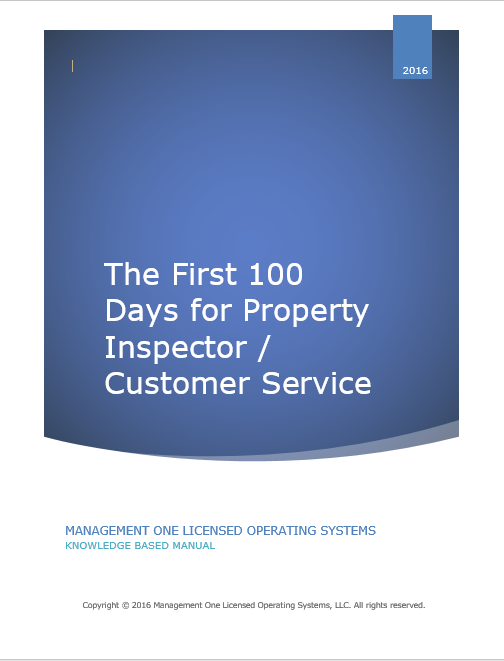 2016
The First 100
Days for Property
Inspector /
Customer Service
MANAGEMENT ONE LICENSED OPERATING SYSTEMS
KNOWLEDGE BASED MANUAL
Copyright © 2016 Management One Licensed Operating Systems, LLC. All rights reserved.